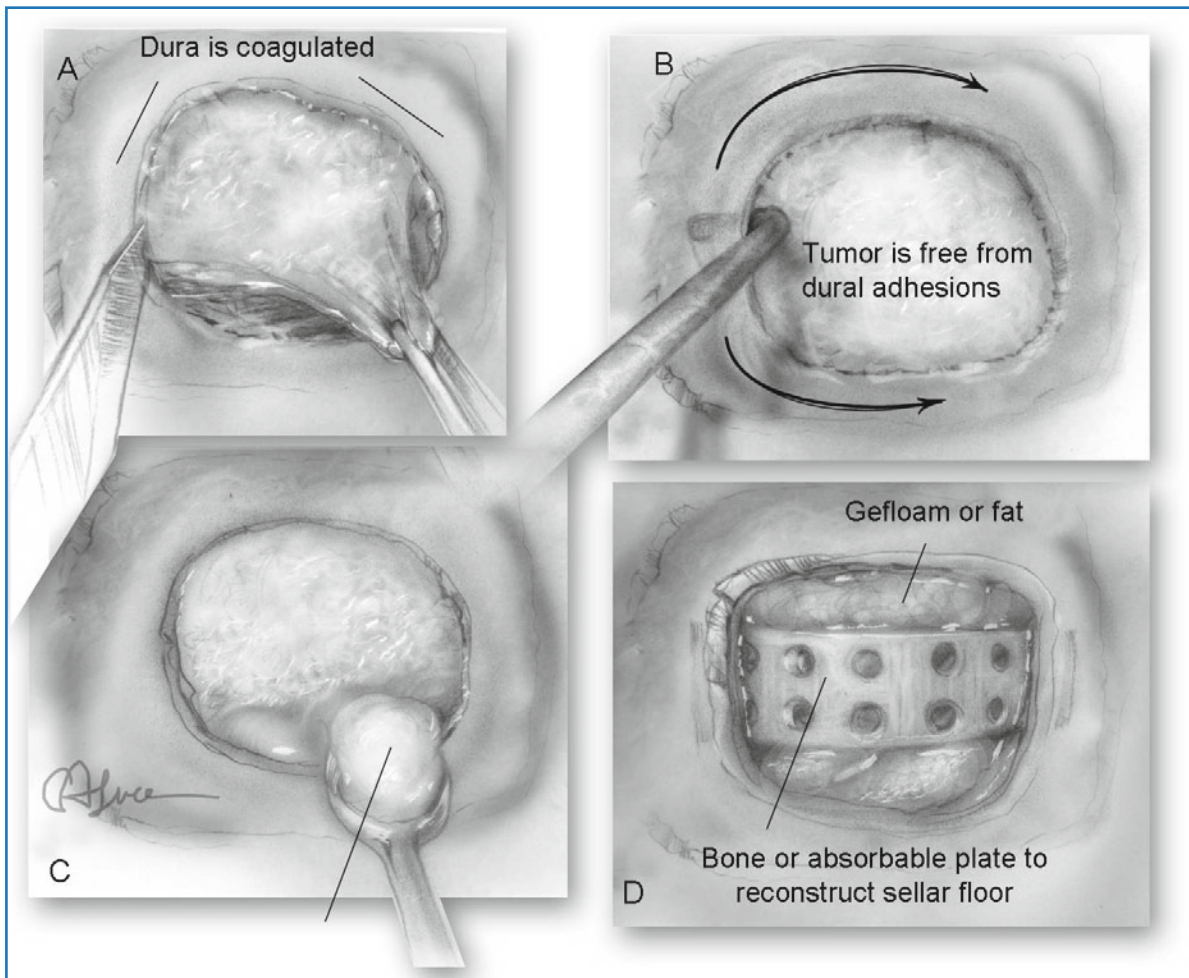 A
Dura is coagulated
B
Tumor is free from
dural adhesions
C
Gefloam or fat
Bone or absorbable plate to
reconstruct sellar floor
D